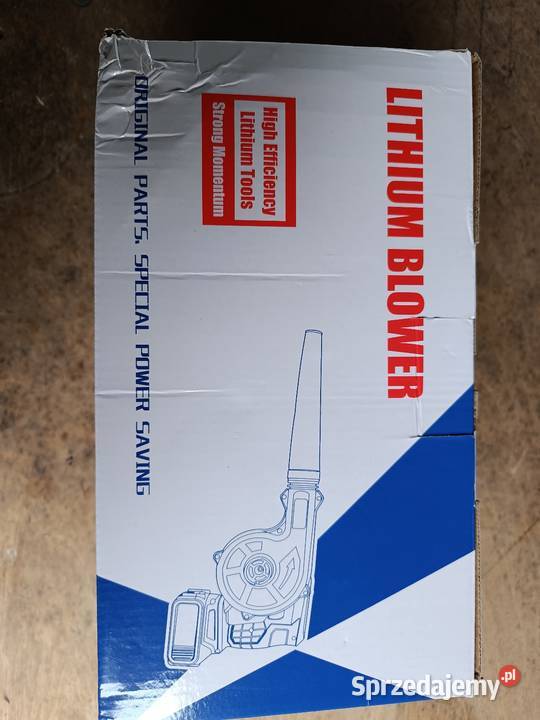 LITHIUM BLOWER
High Efficiency
Lithium Tools
Strong Momentum
ORIGINAL PARTS, SPECIAL POWER SAVING
Sprzedajemy.pl